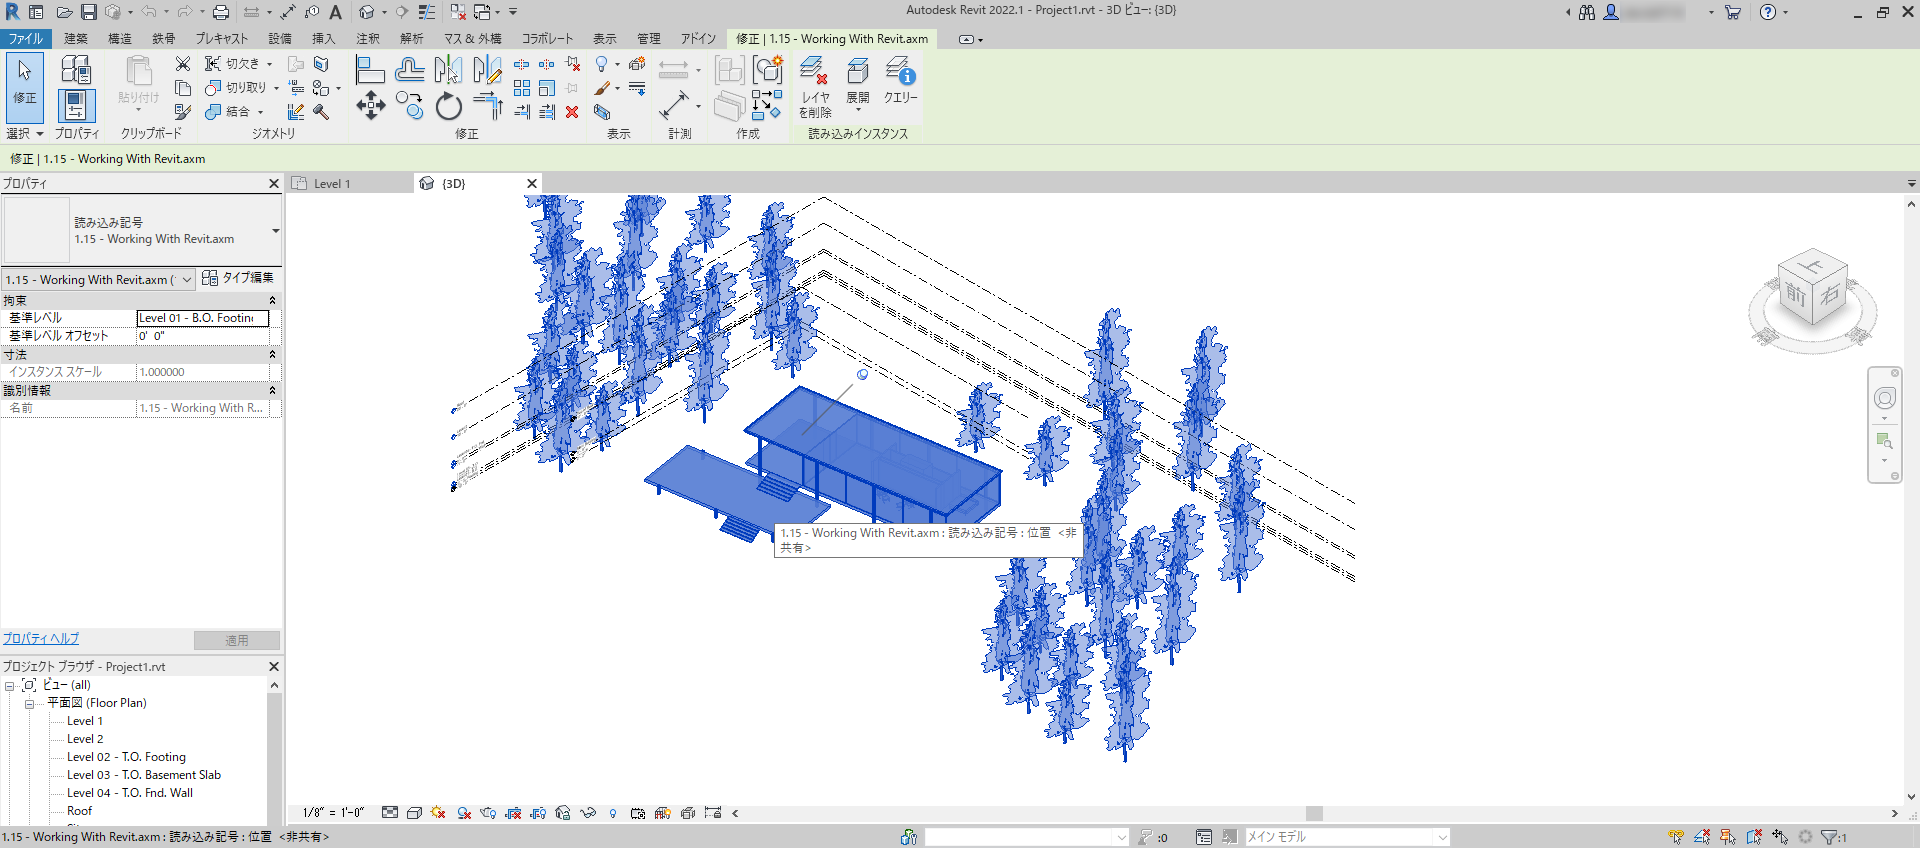 Autodesk Revit 2022.1 - Project1.rvt - 3D ビュー: {3D}
ファイル 建築 構造 鉄骨 プレキャスト 設備 挿入 注釈 解析 マス & 外構 コラボレート 表示 管理 アドイン 修正 | 1.15 - Working With Revit.axm
修正 貼り付け 切欠き 切り取り 結合 レイヤを削除 展開 クエリー
選択 プロパティ クリップボード ジオメトリ 修正 表示 計測 作成 読み込みインスタンス
修正 | 1.15 - Working With Revit.axm
プロパティ
Level 1
{3D}
読み込み記号
1.15 - Working With Revit.axm
1.15 - Working With Revit.axm (
タイプ編集
拘束
基準レベル Level 01 - B.O. Footin
基準レベル オフセット 0' 0"
寸法
インスタンス スケール 1.000000
識別情報
名前 1.15 - Working With R...
上
前 右
1.15 - Working With Revit.axm : 読み込み記号 : 位置 <非
共有>
プロパティ ヘルプ
適用
プロジェクト ブラウザ - Project1.rvt
ビュー (all)
平面図 (Floor Plan)
Level 1
Level 2
Level 02 - T.O. Footing
Level 03 - T.O. Basement Slab
Level 04 - T.O. Fnd. Wall
Roof
1/8" = 1'-0"
1.15 - Working With Revit.axm : 読み込み記号 : 位置 <非共有>
:0
メイン モデル
:1